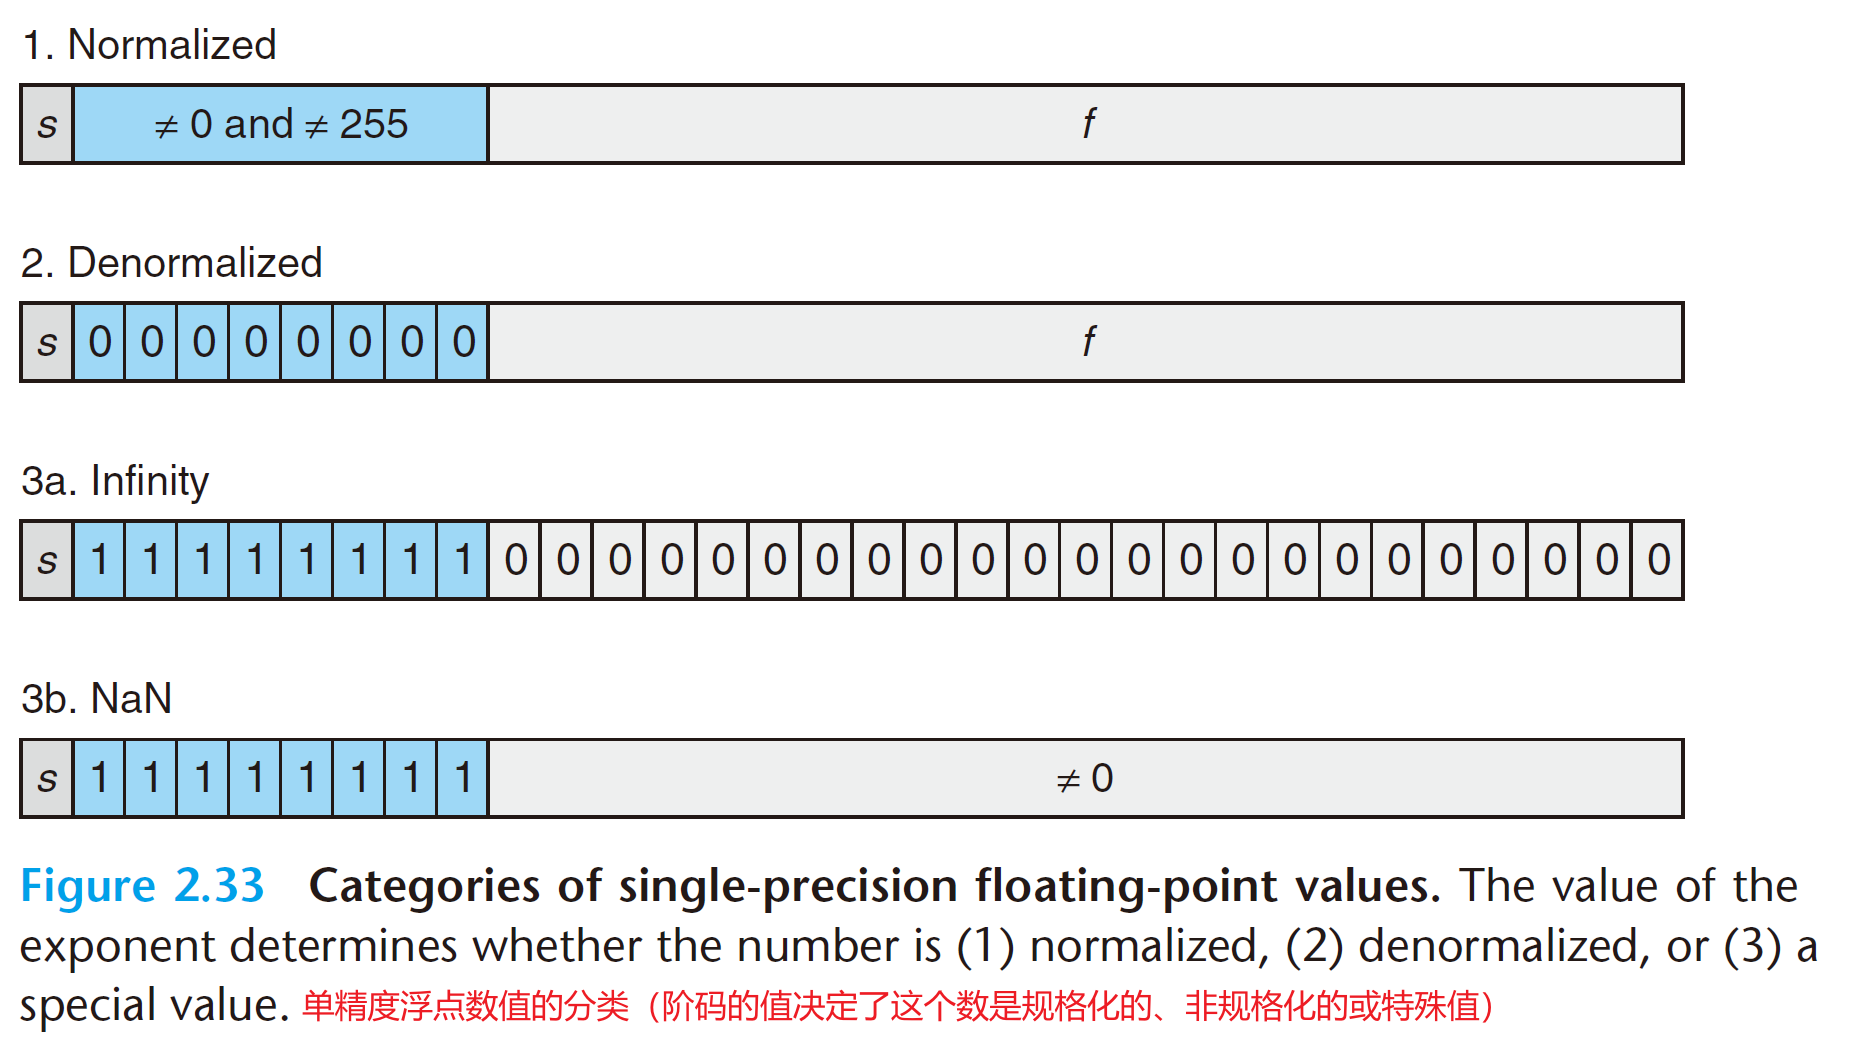 1. Normalized
s ≠ 0 and ≠ 255 f
2. Denormalized
s 0 0 0 0 0 0 0 0 f
3a. Infinity
s 1 1 1 1 1 1 1 1 0 0 0 0 0 0 0 0 0 0 0 0 0 0 0 0 0 0 0 0 0 0 0
3b. NaN
s 1 1 1 1 1 1 1 1 ≠ 0
Figure 2.33 Categories of single-precision floating-point values. The value of the
exponent determines whether the number is (1) normalized, (2) denormalized, or (3) a
special value. 单精度浮点数值的分类（阶码的值决定了这个数是规格化的、非规格化的或特殊值）